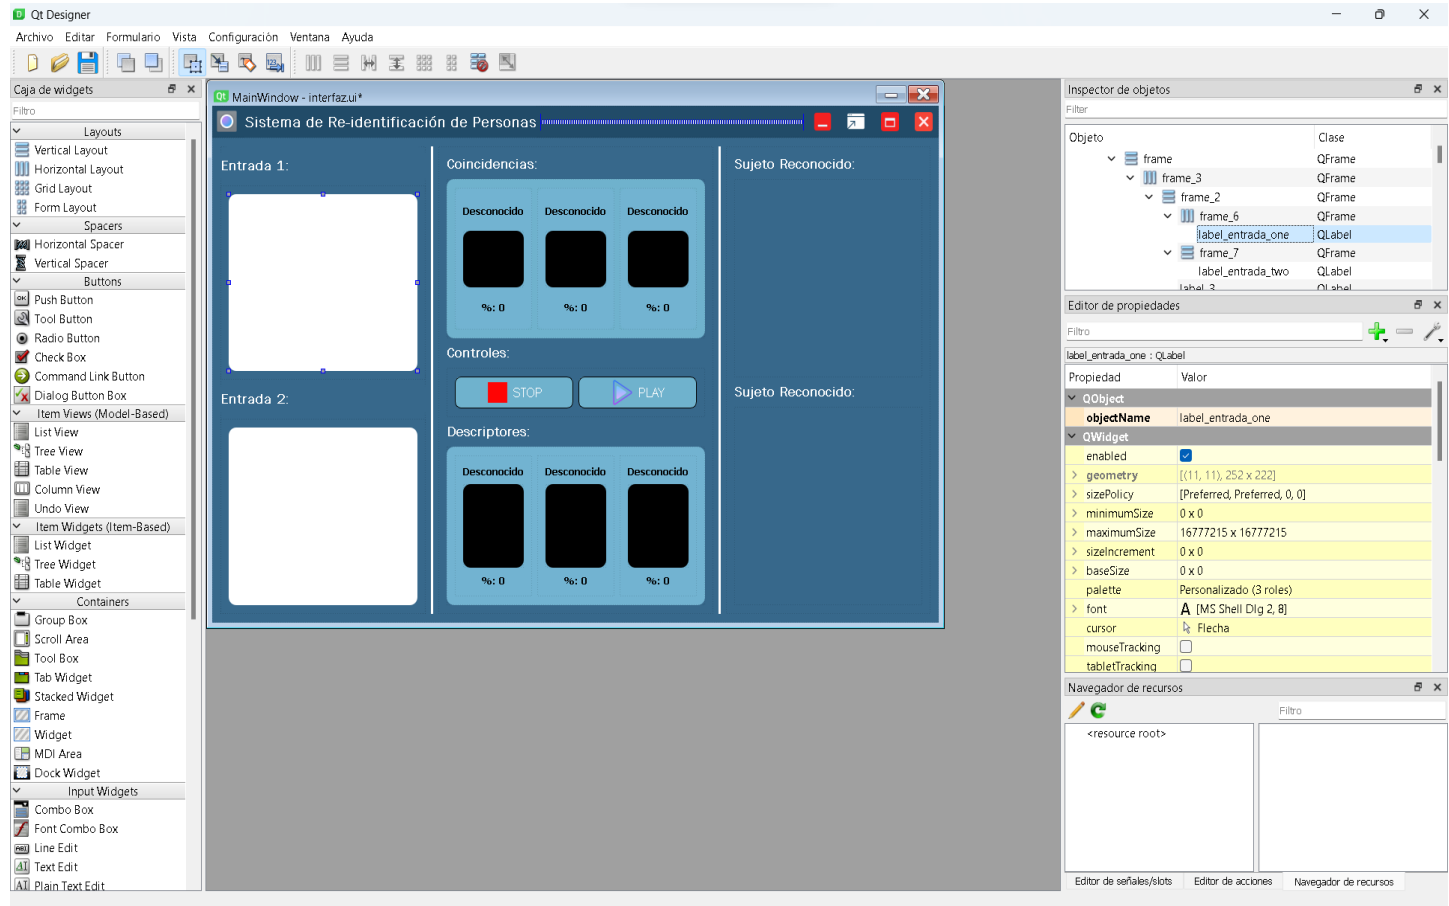 Qt Designer
Archivo Editar Formulario Vista Configuración Ventana Ayuda
Caja de widgets
Filtro
Layouts
Vertical Layout
Horizontal Layout
Grid Layout
Form Layout
Spacers
Horizontal Spacer
Vertical Spacer
Buttons
Push Button
Tool Button
Radio Button
Check Box
Command Link Button
Dialog Button Box
Item Views (Model-Based)
List View
Tree View
Table View
Column View
Undo View
Item Widgets (Item-Based)
List Widget
Tree Widget
Table Widget
Containers
Group Box
Scroll Area
Tool Box
Tab Widget
Stacked Widget
Frame
Widget
MDI Area
Dock Widget
Input Widgets
Combo Box
Font Combo Box
Line Edit
Text Edit
Plain Text Edit
MainWindow - interfaz.ui*
Sistema de Re-identificación de Personas
Entrada 1:
Entrada 2:
Coincidencias:
Desconocido Desconocido Desconocido
%: 0 %: 0 %: 0
Controles:
STOP PLAY
Descriptores:
Desconocido Desconocido Desconocido
%: 0 %: 0 %: 0
Sujeto Reconocido:
Sujeto Reconocido:
Inspector de objetos
Filter
Objeto Clase
frame QFrame
frame_3 QFrame
frame_2 QFrame
frame_6 QFrame
label_entrada_one QLabel
frame_7 QFrame
label_entrada_two QLabel
label_3 QLabel
Editor de propiedades
Filtro
label_entrada_one : QLabel
Propiedad Valor
QObject
objectName label_entrada_one
QWidget
enabled
geometry [(11, 11), 252 x 222]
sizePolicy [Preferred, Preferred, 0, 0]
minimumSize 0 x 0
maximumSize 16777215 x 16777215
sizeIncrement 0 x 0
baseSize 0 x 0
palette Personalizado (3 roles)
font A [MS Shell Dlg 2, 8]
cursor Flecha
mouseTracking
tabletTracking
Navegador de recursos
Filtro
<resource root>
Editor de señales/slots Editor de acciones Navegador de recursos